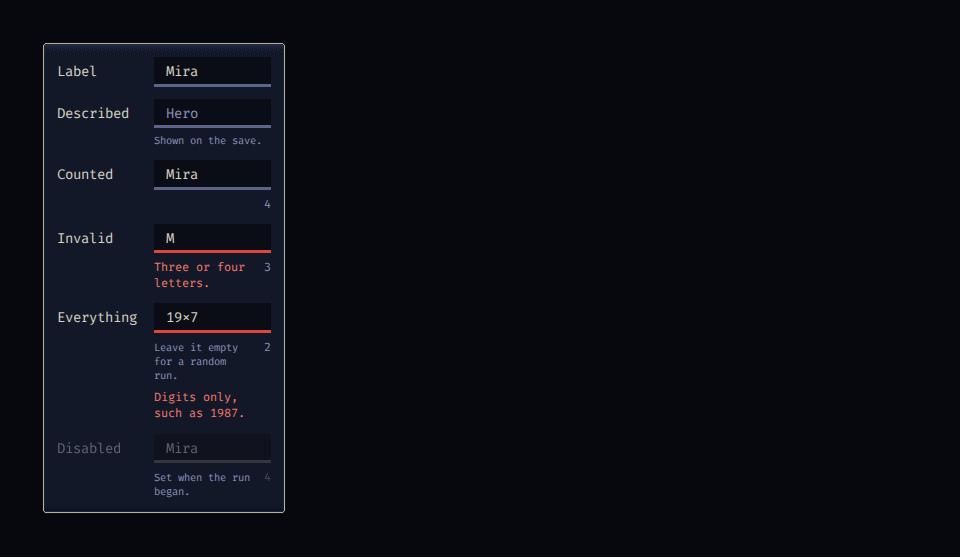 Label Mira
Described Hero
Shown on the save.
Counted Mira
4
Invalid M
Three or four 3
letters.
Everything 19×7
Leave it empty 2
for a random
run.
Digits only,
such as 1987.
Disabled Mira
Set when the run 4
began.